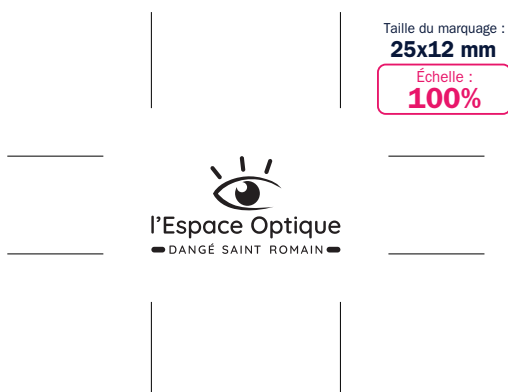 Taille du marquage :
25x12 mm
Échelle :
100%
l'Espace Optique
DANGÉ SAINT ROMAIN